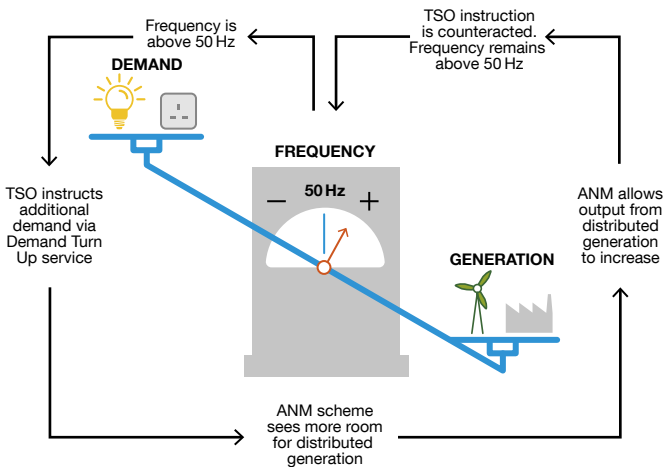 Frequency is
above 50 Hz
TSO instruction
is counteracted.
Frequency remains
above 50 Hz
DEMAND
FREQUENCY
50 Hz
− +
TSO instructs
additional
demand via
Demand Turn
Up service
ANM allows
output from
distributed
generation
to increase
GENERATION
ANM scheme
sees more room
for distributed
generation